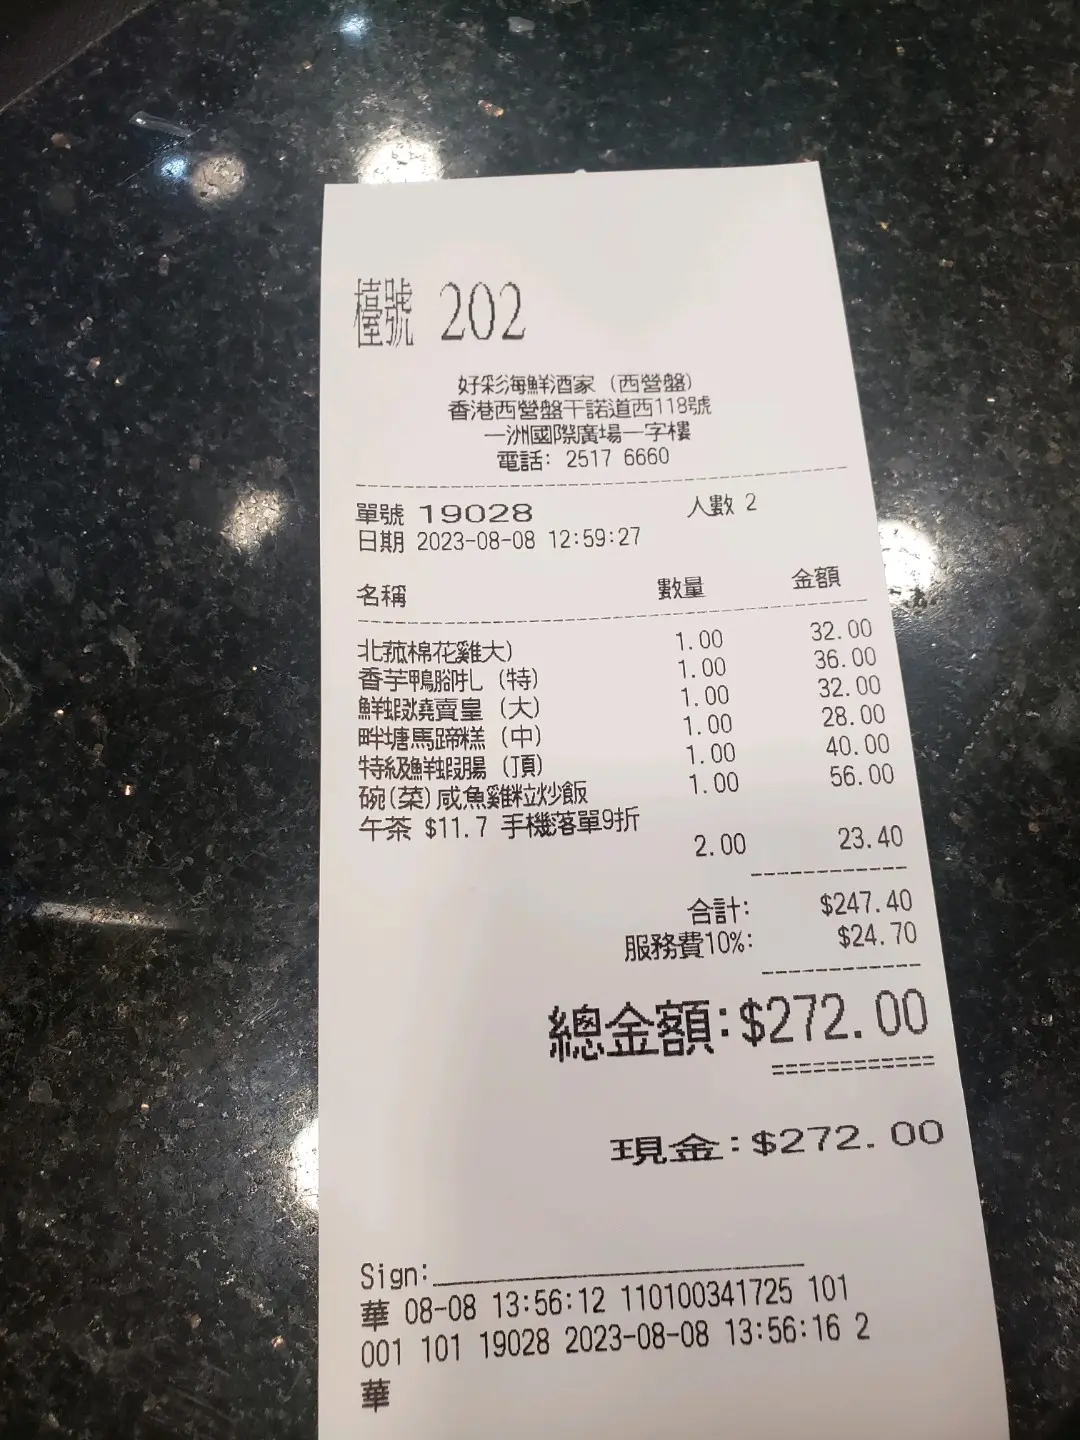 檯號 202
好彩海鮮酒家 (西營盤)
香港西營盤干諾道西118號
一洲國際廣場一字樓
電話: 2517 6660
單號 19028 人數 2
日期 2023-08-08 12:59:27
名稱 數量 金額
北菰棉花雞大) 1.00 32.00
香芋鴨腳扎 (特) 1.00 36.00
鮮蝦燒賣皇 (大) 1.00 32.00
畔塘馬蹄糕 (中) 1.00 28.00
特級鮮蝦腸 (頂) 1.00 40.00
碗(菜)咸魚雞粒炒飯 1.00 56.00
午茶 $11.7 手機落單9折
2.00 23.40
合計: $247.40
服務費10%: $24.70
總金額:$272.00
現金:$272.00
Sign:
華 08-08 13:56:12 110100341725 101
001 101 19028 2023-08-08 13:56:16 2
華